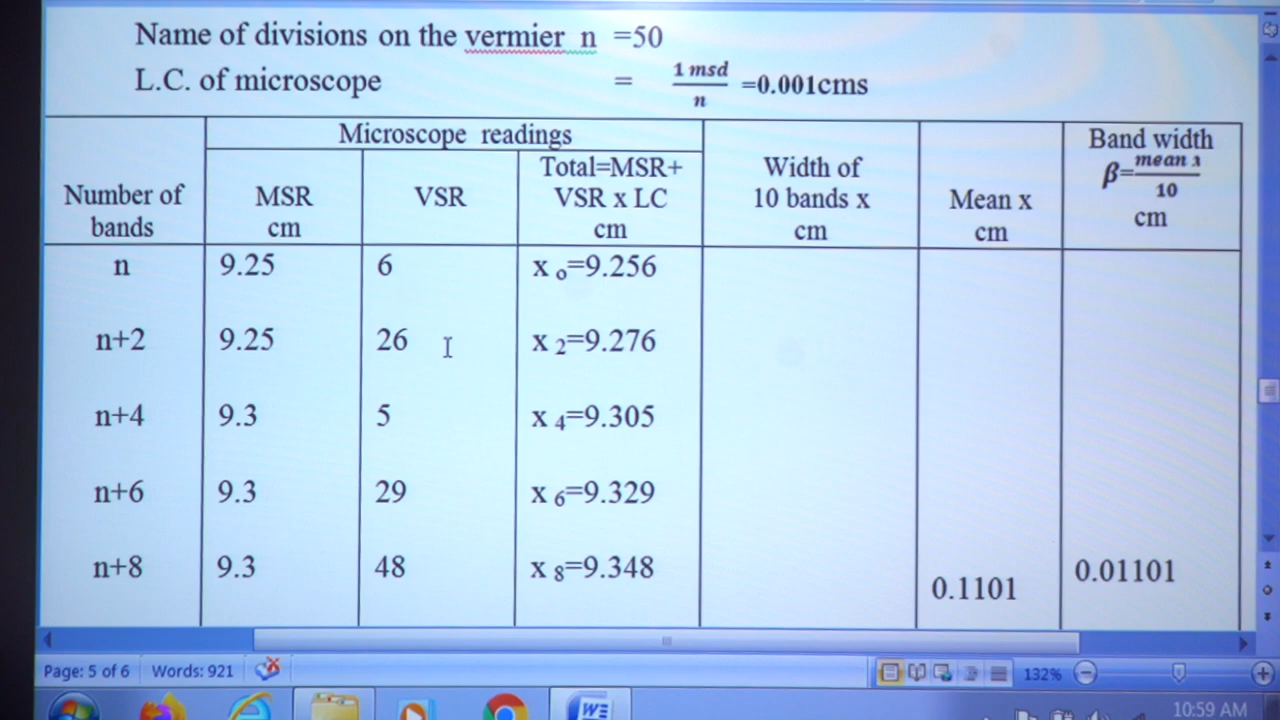 Name of divisions on the vermier n =50
L.C. of microscope = 1 msd / n =0.001cms
Number of bands
Microscope readings
MSR cm
VSR
Total=MSR+ VSR x LC cm
Width of 10 bands x cm
Mean x cm
Band width β= mean x / 10 cm
n 9.25 6 x ₀=9.256
n+2 9.25 26 x ₂=9.276
n+4 9.3 5 x ₄=9.305
n+6 9.3 29 x ₆=9.329
n+8 9.3 48 x ₈=9.348 0.1101 0.01101
Page: 5 of 6 Words: 921 132%
10:59 AM